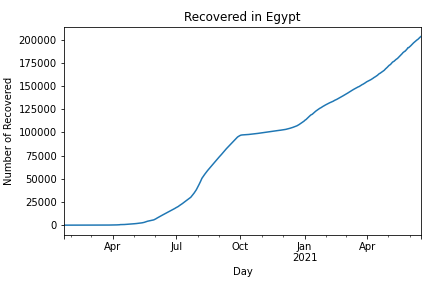 Recovered in Egypt
Number of Recovered
200000
175000
150000
125000
100000
75000
50000
25000
0
Apr Jul Oct Jan Apr
2021
Day